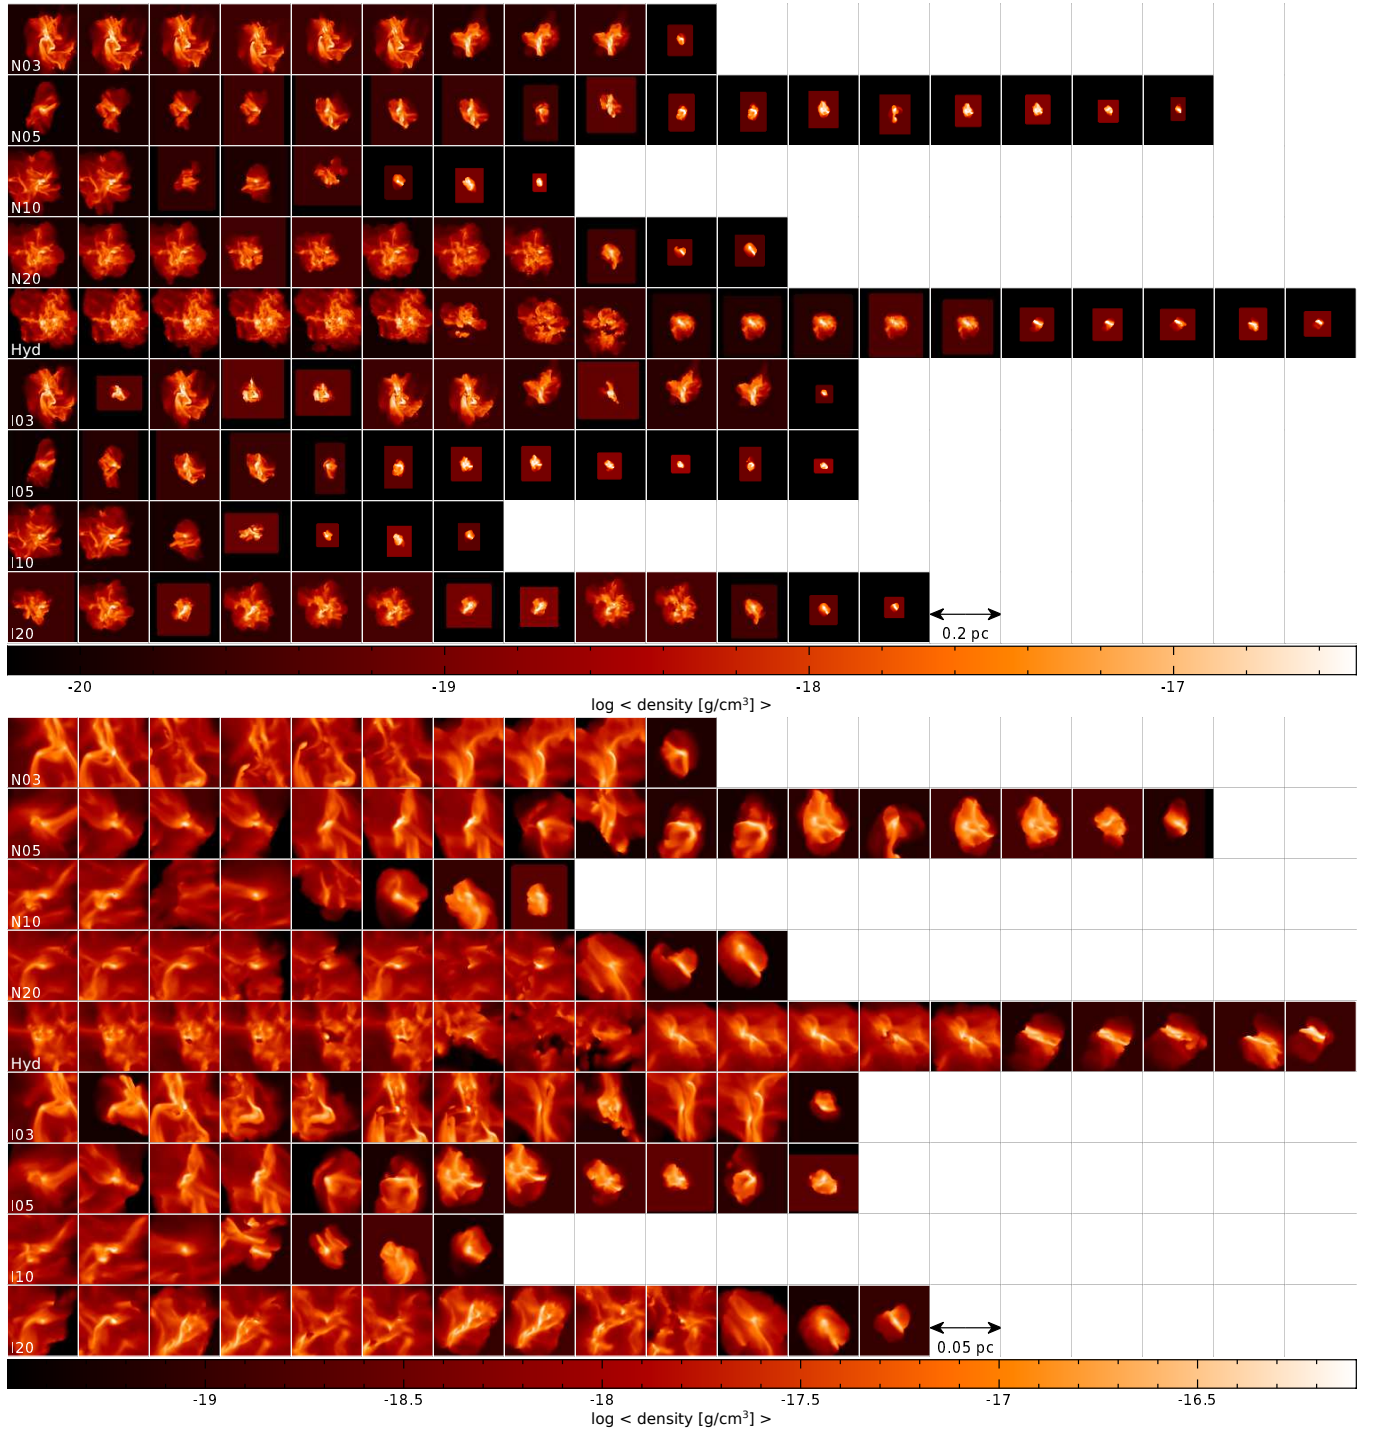 N03
N05
N10
N20
Hyd
I03
I05
I10
I20
0.2 pc
-20 -19 -18 -17
log < density [g/cm³] >
N03
N05
N10
N20
Hyd
I03
I05
I10
I20
0.05 pc
-19 -18.5 -18 -17.5 -17 -16.5
log < density [g/cm³] >